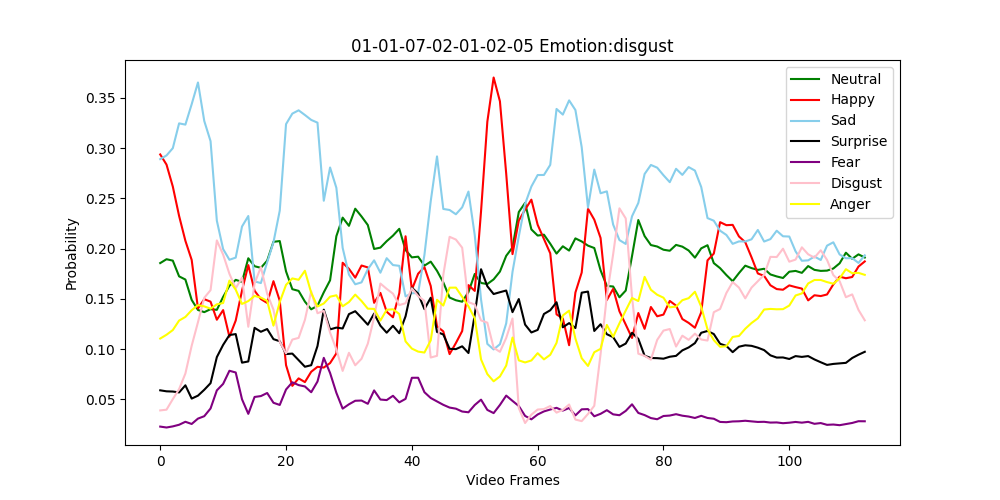 01-01-07-02-01-02-05 Emotion:disgust
Probability
0.35
0.30
0.25
0.20
0.15
0.10
0.05
0 20 40 60 80 100
Video Frames
Neutral
Happy
Sad
Surprise
Fear
Disgust
Anger